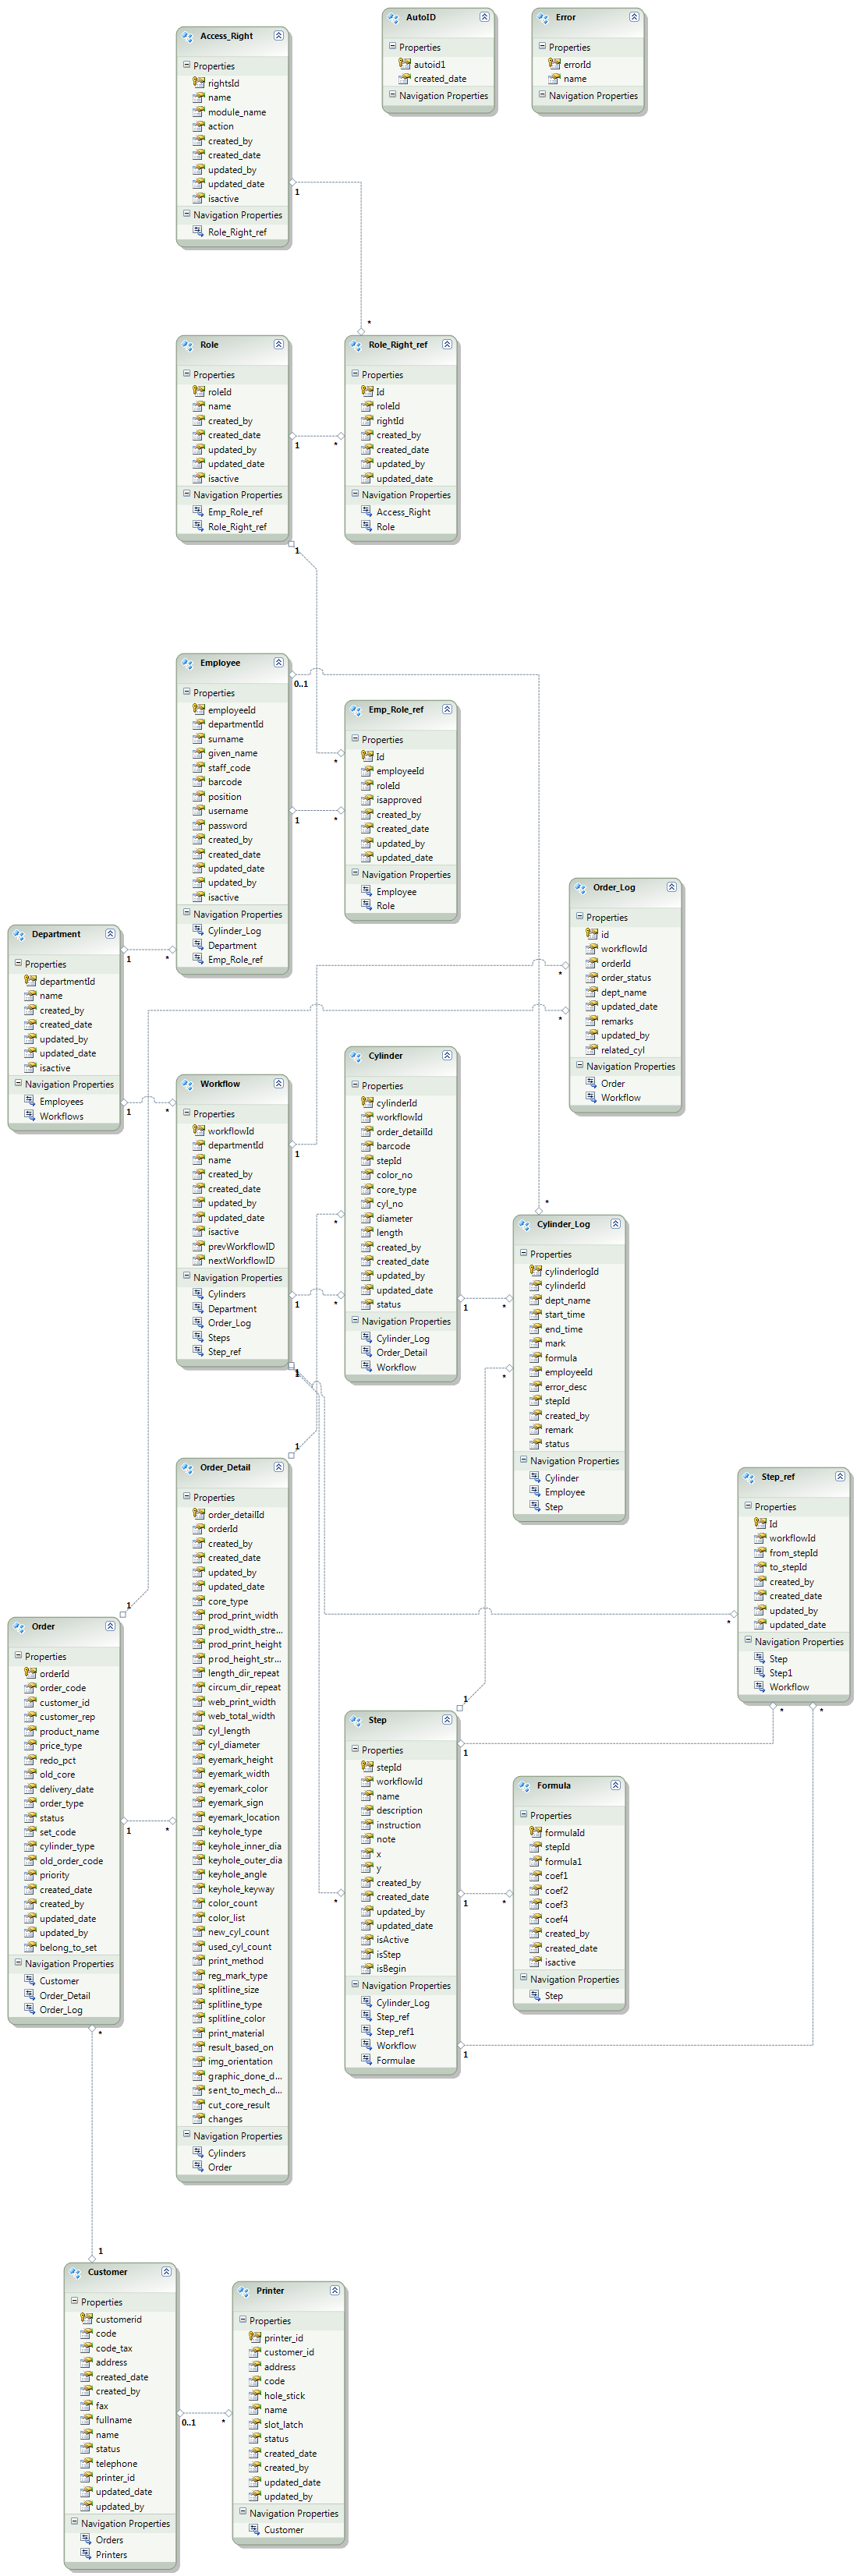 AutoID
Properties
autoid1
created_date
Navigation Properties
Error
Properties
errorId
name
Navigation Properties
Access_Right
Properties
rightsId
name
module_name
action
created_by
created_date
updated_by
updated_date
isactive
Navigation Properties
Role_Right_ref
1
*
Role
Properties
roleId
name
created_by
created_date
updated_by
updated_date
isactive
Navigation Properties
Emp_Role_ref
Role_Right_ref
1
*
Role_Right_ref
Properties
Id
roleId
rightId
created_by
created_date
updated_by
updated_date
Navigation Properties
Access_Right
Role
1
*
Employee
Properties
employeeId
departmentId
surname
given_name
staff_code
barcode
position
username
password
created_by
created_date
updated_date
updated_by
isactive
Navigation Properties
Cylinder_Log
Department
Emp_Role_ref
0..1
*
1
*
Emp_Role_ref
Properties
Id
employeeId
roleId
isapproved
created_by
created_date
updated_by
updated_date
Navigation Properties
Employee
Role
Order_Log
Properties
id
workflowId
orderId
order_status
dept_name
updated_date
remarks
updated_by
related_cyl
Navigation Properties
Order
Workflow
*
*
Department
Properties
departmentId
name
created_by
created_date
updated_by
updated_date
isactive
Navigation Properties
Employees
Workflows
1
*
1
*
Workflow
Properties
workflowId
departmentId
name
created_by
created_date
updated_by
updated_date
isactive
prevWorkflowID
nextWorkflowID
Navigation Properties
Cylinders
Department
Order_Log
Steps
Step_ref
1
1
*
1
1
Cylinder
Properties
cylinderId
workflowId
order_detailId
barcode
stepId
color_no
core_type
cyl_no
diameter
length
created_by
created_date
updated_by
updated_date
status
Navigation Properties
Cylinder_Log
Order_Detail
Workflow
*
1
*
Cylinder_Log
Properties
cylinderlogId
cylinderId
dept_name
start_time
end_time
mark
formula
employeeId
error_desc
stepId
created_by
remark
status
Navigation Properties
Cylinder
Employee
Step
*
1
Order_Detail
Properties
order_detailId
orderId
created_by
created_date
updated_by
updated_date
core_type
prod_print_width
prod_width_stre...
prod_print_height
prod_height_str...
length_dir_repeat
circum_dir_repeat
web_print_width
web_total_width
cyl_length
cyl_diameter
eyemark_height
eyemark_width
eyemark_color
eyemark_sign
eyemark_location
keyhole_type
keyhole_inner_dia
keyhole_outer_dia
keyhole_angle
keyhole_keyway
color_count
color_list
new_cyl_count
used_cyl_count
print_method
reg_mark_type
splitline_size
splitline_type
splitline_color
print_material
result_based_on
img_orientation
graphic_done_d...
sent_to_mech_d...
cut_core_result
changes
Navigation Properties
Cylinders
Order
Step_ref
Properties
Id
workflowId
from_stepId
to_stepId
created_by
created_date
updated_by
updated_date
Navigation Properties
Step
Step1
Workflow
*
*
*
1
Order
Properties
orderId
order_code
customer_id
customer_rep
product_name
price_type
redo_pct
old_core
delivery_date
order_type
status
set_code
cylinder_type
old_order_code
priority
created_date
created_by
updated_date
updated_by
belong_to_set
Navigation Properties
Customer
Order_Detail
Order_Log
1
*
*
1
1
Step
Properties
stepId
workflowId
name
description
instruction
note
x
y
created_by
created_date
updated_by
updated_date
isActive
isStep
isBegin
Navigation Properties
Cylinder_Log
Step_ref
Step_ref1
Workflow
Formulae
1
*
1
*
1
Formula
Properties
formulaId
stepId
formula1
coef1
coef2
coef3
coef4
created_by
created_date
isactive
Navigation Properties
Step
Customer
Properties
customerid
code
code_tax
address
created_date
created_by
fax
fullname
name
status
telephone
printer_id
updated_date
updated_by
Navigation Properties
Orders
Printers
0..1
*
Printer
Properties
printer_id
customer_id
address
code
hole_stick
name
slot_latch
status
created_date
created_by
updated_date
updated_by
Navigation Properties
Customer